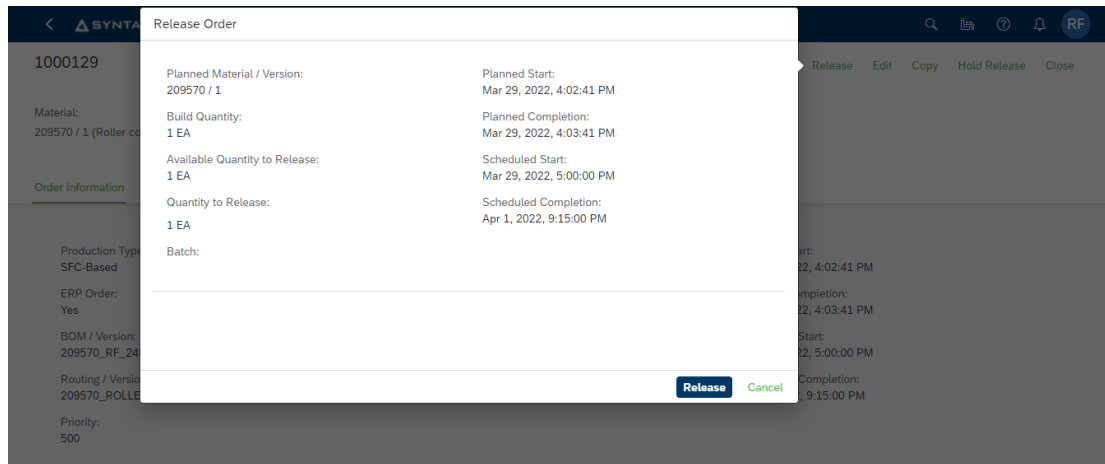 SYNTA
RF
Release Order
1000129
Release Edit Copy Hold Release Close
Material:
209570 / 1 (Roller co
Order Information
Planned Material / Version:
209570 / 1
Build Quantity:
1 EA
Available Quantity to Release:
1 EA
Quantity to Release:
1 EA
Batch:
Planned Start:
Mar 29, 2022, 4:02:41 PM
Planned Completion:
Mar 29, 2022, 4:03:41 PM
Scheduled Start:
Mar 29, 2022, 5:00:00 PM
Scheduled Completion:
Apr 1, 2022, 9:15:00 PM
Release Cancel
Production Type
SFC-Based
ERP Order:
Yes
BOM / Version:
209570_RF_24
Routing / Versio
209570_ROLLE
Priority:
500
art:
22, 4:02:41 PM
mpletion:
22, 4:03:41 PM
Start:
22, 5:00:00 PM
Completion:
, 9:15:00 PM